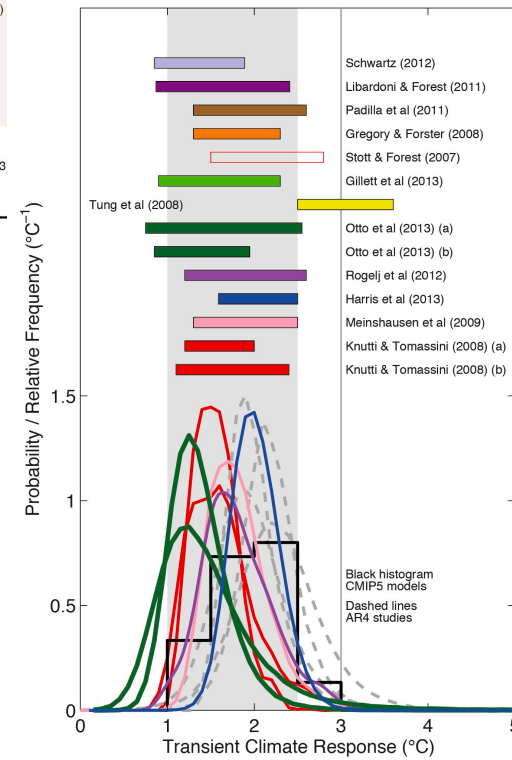 )
3
Schwartz (2012)
Libardoni & Forest (2011)
Padilla et al (2011)
Gregory & Forster (2008)
Stott & Forest (2007)
Gillett et al (2013)
Tung et al (2008)
Otto et al (2013) (a)
Otto et al (2013) (b)
Rogelj et al (2012)
Harris et al (2013)
Meinshausen et al (2009)
Knutti & Tomassini (2008) (a)
Knutti & Tomassini (2008) (b)
Probability / Relative Frequency (°C⁻¹)
1.5
1
0.5
0
Black histogram
CMIP5 models
Dashed lines
AR4 studies
0 1 2 3 4 5
Transient Climate Response (°C)